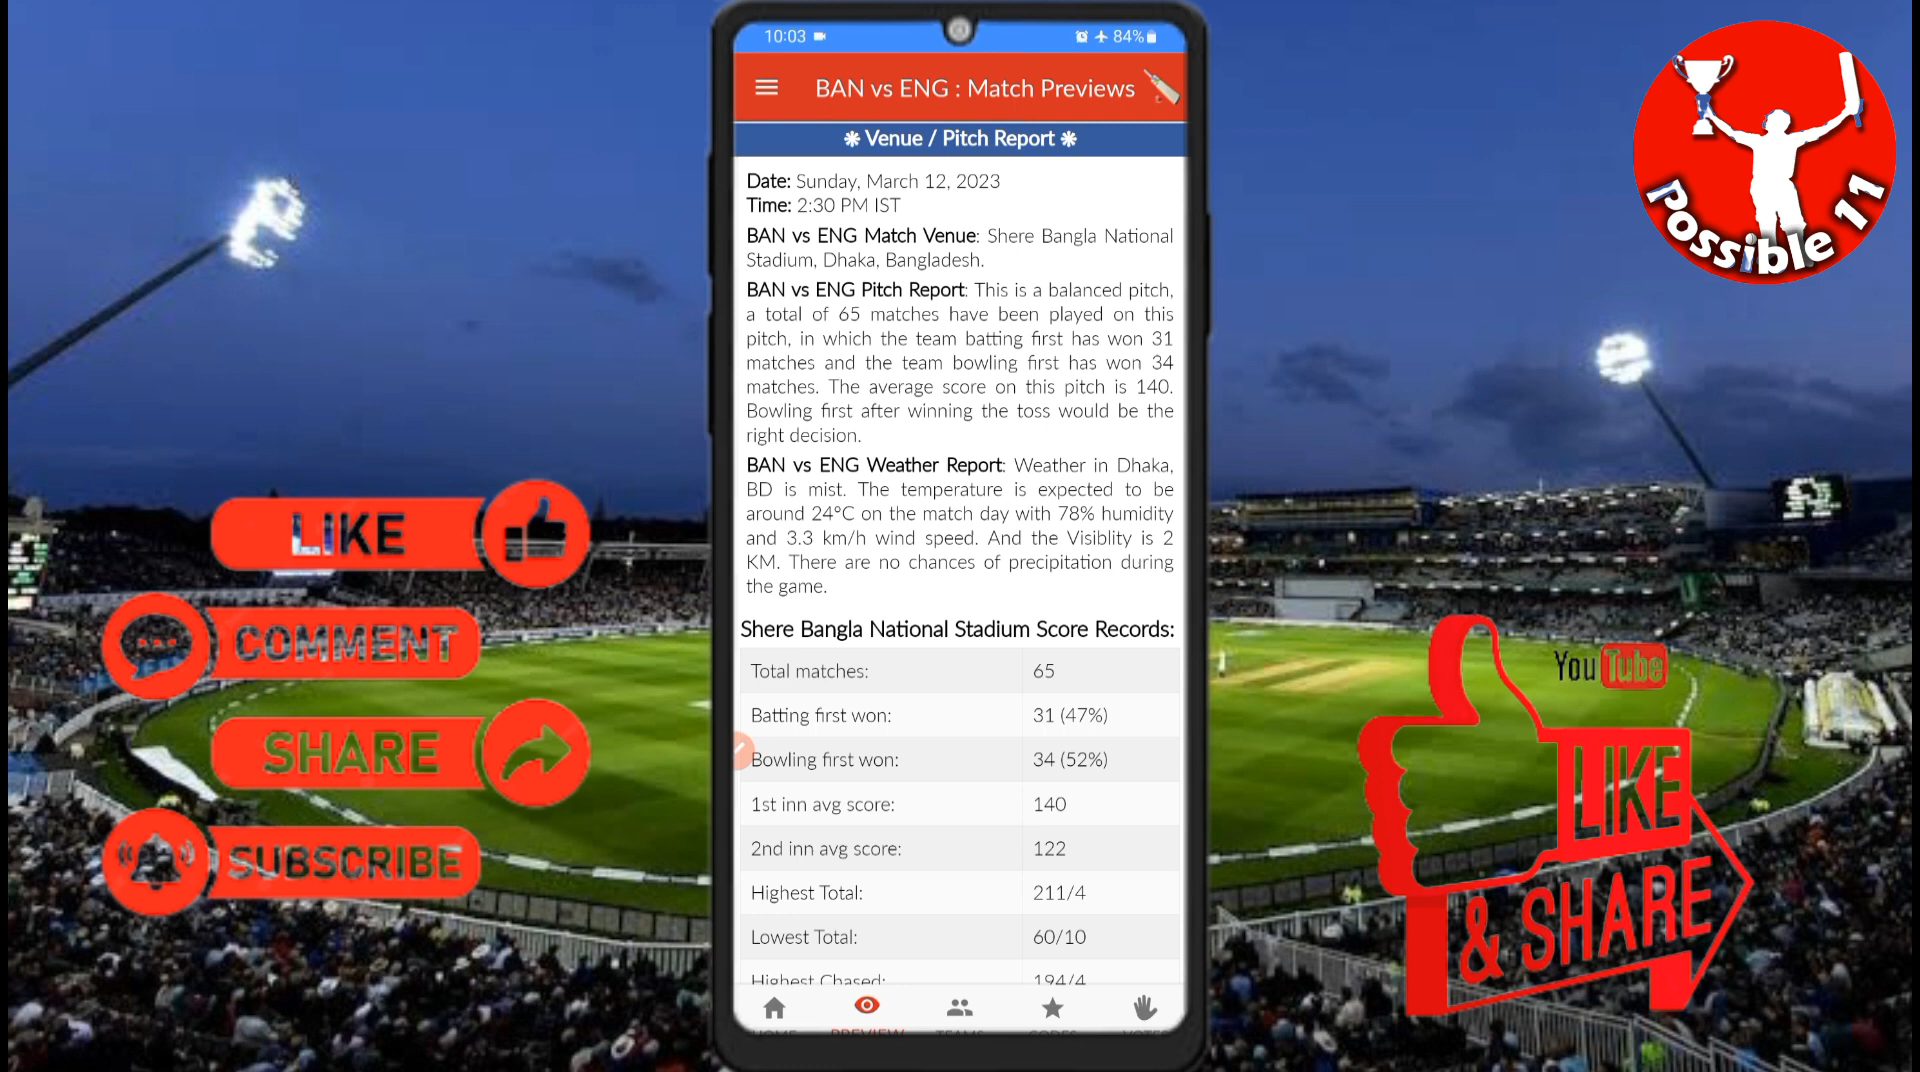 10:03
84%
BAN vs ENG : Match Previews
❋ Venue / Pitch Report ❋
Date: Sunday, March 12, 2023
Time: 2:30 PM IST
BAN vs ENG Match Venue: Shere Bangla National
Stadium, Dhaka, Bangladesh.
BAN vs ENG Pitch Report: This is a balanced pitch,
a total of 65 matches have been played on this
pitch, in which the team batting first has won 31
matches and the team bowling first has won 34
matches. The average score on this pitch is 140.
Bowling first after winning the toss would be the
right decision.
BAN vs ENG Weather Report: Weather in Dhaka,
BD is mist. The temperature is expected to be
around 24°C on the match day with 78% humidity
and 3.3 km/h wind speed. And the Visiblity is 2
KM. There are no chances of precipitation during
the game.
Shere Bangla National Stadium Score Records:
Total matches: 65
Batting first won: 31 (47%)
Bowling first won: 34 (52%)
1st inn avg score: 140
2nd inn avg score: 122
Highest Total: 211/4
Lowest Total: 60/10
Highest Chased: 194/4
HOME PREVIEW TEAMS CODES VOTES
LIKE
COMMENT
SHARE
SUBSCRIBE
Possible 11
YouTube
LIKE
& SHARE